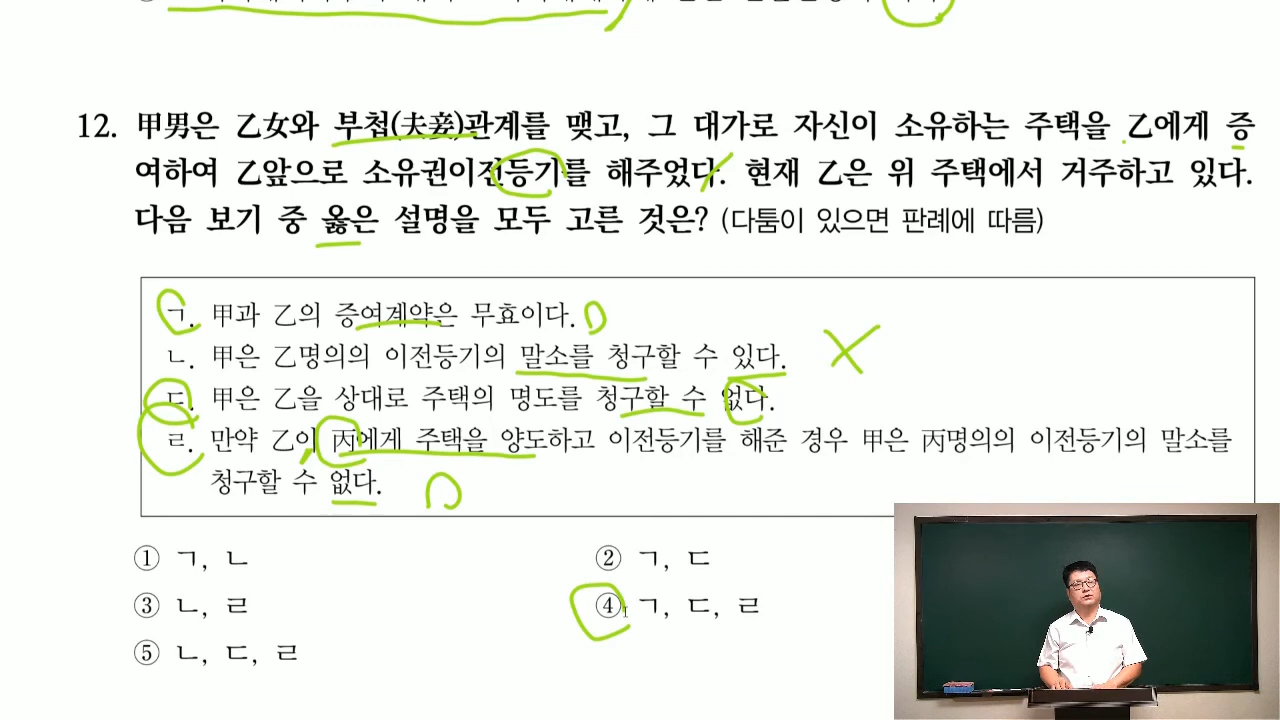 12. 甲男은 乙女와 부첩(夫妾)관계를 맺고, 그 대가로 자신이 소유하는 주택을 乙에게 증
여하여 乙앞으로 소유권이전등기를 해주었다. 현재 乙은 위 주택에서 거주하고 있다.
다음 보기 중 옳은 설명을 모두 고른 것은? (다툼이 있으면 판례에 따름)
ㄱ. 甲과 乙의 증여계약은 무효이다.
ㄴ. 甲은 乙명의의 이전등기의 말소를 청구할 수 있다.
ㄷ. 甲은 乙을 상대로 주택의 명도를 청구할 수 없다.
ㄹ. 만약 乙이 丙에게 주택을 양도하고 이전등기를 해준 경우 甲은 丙명의의 이전등기의 말소를
청구할 수 없다.
① ㄱ, ㄴ
② ㄱ, ㄷ
③ ㄴ, ㄹ
④ ㄱ, ㄷ, ㄹ
⑤ ㄴ, ㄷ, ㄹ